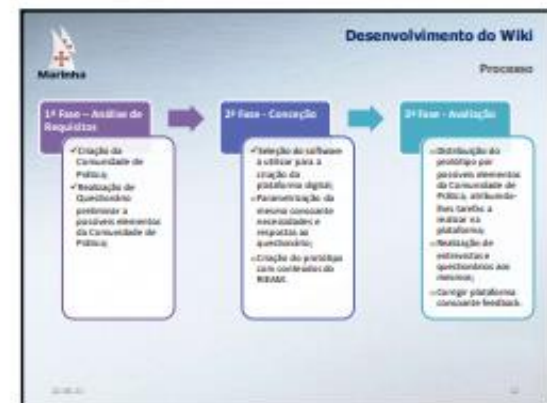 Desenvolvimento do Wiki
Marinha
Processo
1ª Fase – Análise de
Requisitos
✓Criação da
Comunidade de
Prática;
✓Realização de
Questionário
preliminar a
possíveis elementos
da Comunidade de
Prática;
2ª Fase - Conceção
✓Seleção do software
a utilizar para a
criação da
plataforma digital;
Parametrização da
mesma consoante
necessidades e
respostas ao
questionário;
Criação do protótipo
com conteúdos do
3ª Fase - Avaliação
Distribuição do
protótipo por
possíveis elementos
da Comunidade de
Prática, atribuindo-
lhes tarefas a
realizar na
plataforma;
Realização de
entrevistas e
questionários aos
mesmos;
Corrigir plataforma
consoante feedback.